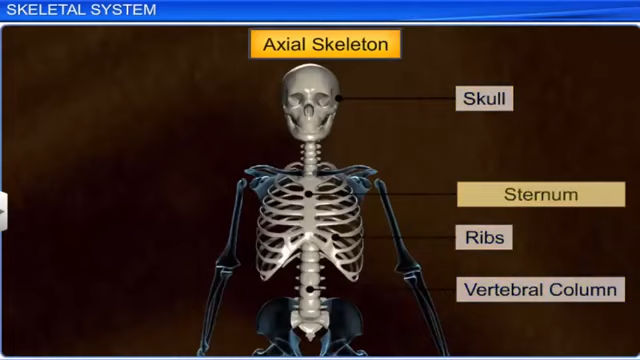 SKELETAL SYSTEM
Axial Skeleton
Skull
Sternum
Ribs
Vertebral Column